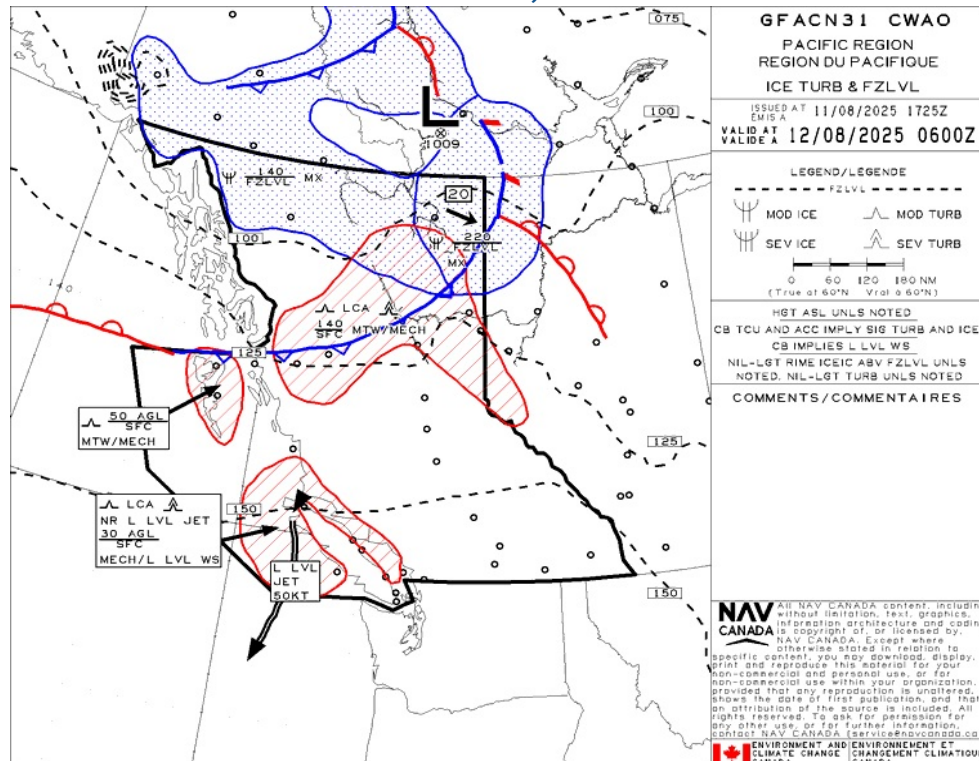 075
100
L
1009
140
FZLVL
MX
20
220
FZLVL
MX
100
140
LCA
140
SFC
MTW/MECH
125
50 AGL
SFC
MTW/MECH
125
LCA
NR L LVL JET
30 AGL
SFC
MECH/L LVL WS
150
L LVL
JET
50KT
150
GFACN31 CWAO
PACIFIC REGION
REGION DU PACIFIQUE
ICE TURB & FZLVL
ISSUED AT 11/08/2025 1725Z
EMIS A
VALID AT 12/08/2025 0600Z
VALIDE A
LEGEND/LEGENDE
FZLVL
MOD ICE MOD TURB
SEV ICE SEV TURB
0 60 120 180 NM
(True at 60°N Vrai à 60°N)
HGT ASL UNLS NOTED
CB TCU AND ACC IMPLY SIG TURB AND ICE
CB IMPLIES L LVL WS
NIL-LGT RIME ICEIC ABV FZLVL UNLS
NOTED. NIL-LGT TURB UNLS NOTED
COMMENTS/COMMENTAIRES
NAV
CANADA
All NAV CANADA content, includin
without limitation, text, graphics,
information architecture and codin
is copyright of, or licensed by,
NAV CANADA. Except where
otherwise stated in relation to
specific content, you may download, display,
print and reproduce this material for your
non-commercial and personal use, or for
non-commercial use within your organization,
provided that any reproduction is unaltered,
shows the date of first publication, and that
an attribution of the source is included. All
rights reserved. To ask for permission for
any other use, or for further information,
contact NAV CANADA (service@navcanada.ca
ENVIRONMENT AND ENVIRONNEMENT ET
CLIMATE CHANGE CHANGEMENT CLIMATIQUE
CANADA CANADA